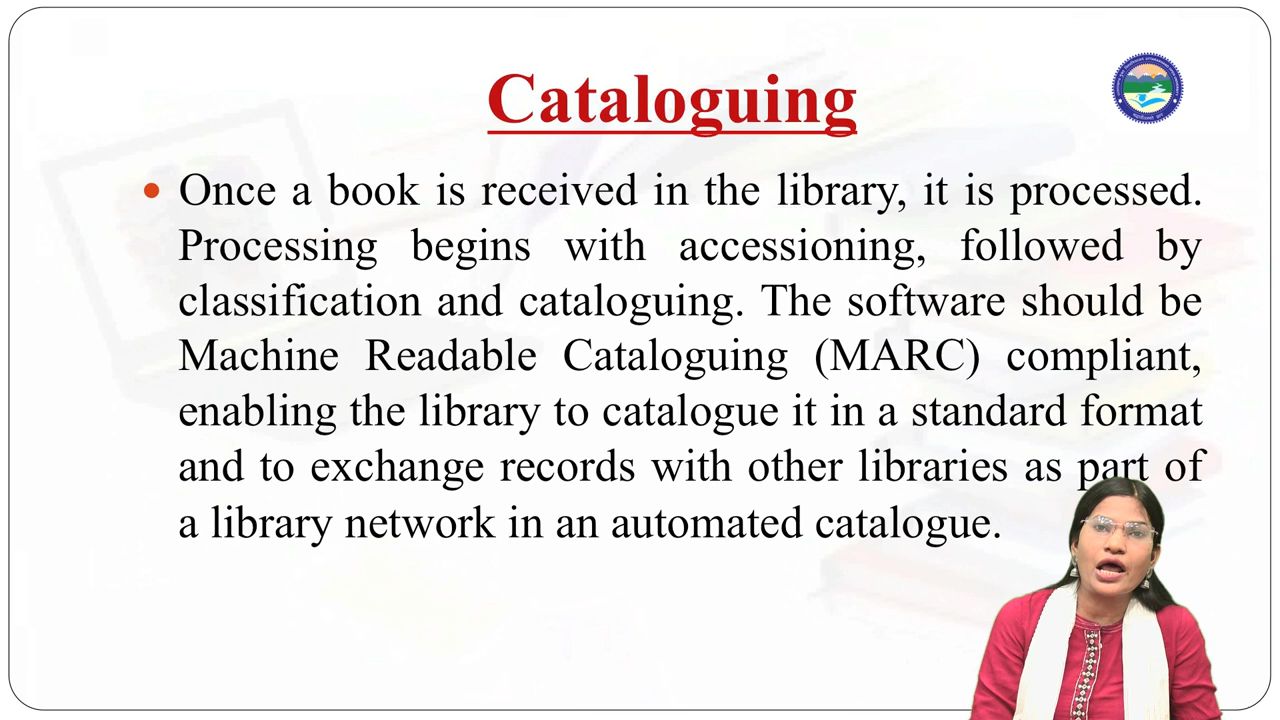 Cataloguing
• Once a book is received in the library, it is processed.
Processing begins with accessioning, followed by
classification and cataloguing. The software should be
Machine Readable Cataloguing (MARC) compliant,
enabling the library to catalogue it in a standard format
and to exchange records with other libraries as part of
a library network in an automated catalogue.